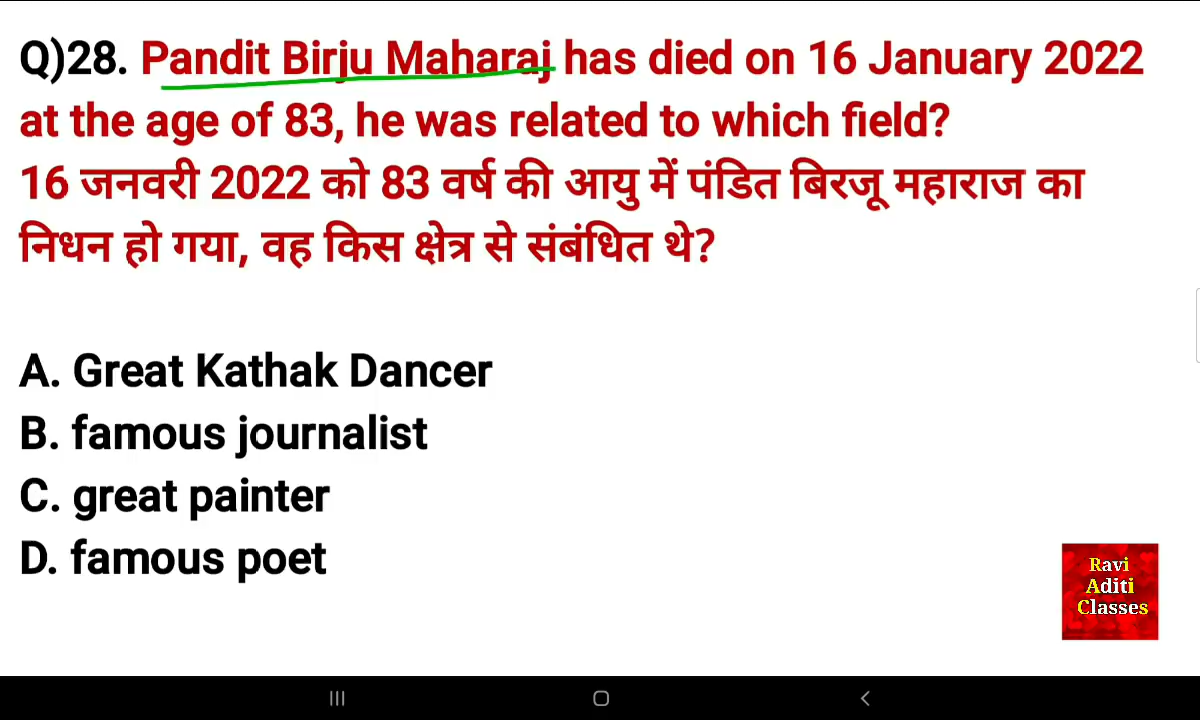 Q)28. Pandit Birju Maharaj has died on 16 January 2022
at the age of 83, he was related to which field?
16 जनवरी 2022 को 83 वर्ष की आयु में पंडित बिरजू महाराज का
निधन हो गया, वह किस क्षेत्र से संबंधित थे?
A. Great Kathak Dancer
B. famous journalist
C. great painter
D. famous poet
Ravi
Aditi
Classes